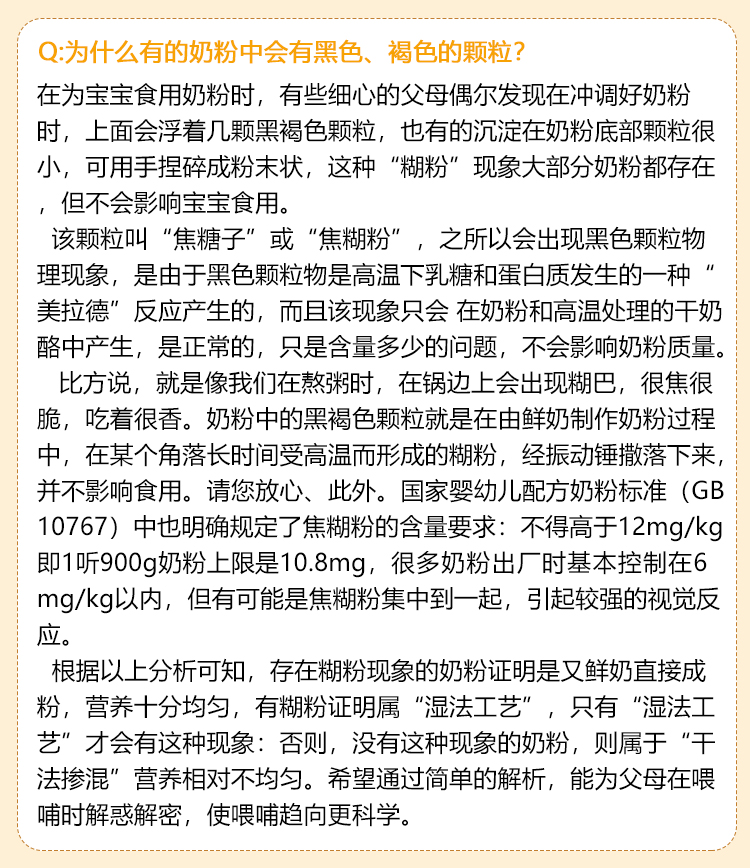 Q:为什么有的奶粉中会有黑色、褐色的颗粒？
在为宝宝食用奶粉时，有些细心的父母偶尔发现在冲调好奶粉
时，上面会浮着几颗黑褐色颗粒，也有的沉淀在奶粉底部颗粒很
小，可用手捏碎成粉末状，这种“糊粉”现象大部分奶粉都存在
，但不会影响宝宝食用。
该颗粒叫“焦糖子”或“焦糊粉”，之所以会出现黑色颗粒物
理现象，是由于黑色颗粒物是高温下乳糖和蛋白质发生的一种“
美拉德”反应产生的，而且该现象只会 在奶粉和高温处理的干奶
酪中产生，是正常的，只是含量多少的问题，不会影响奶粉质量。
比方说，就是像我们在熬粥时，在锅边上会出现糊巴，很焦很
脆，吃着很香。奶粉中的黑褐色颗粒就是在由鲜奶制作奶粉过程
中，在某个角落长时间受高温而形成的糊粉，经振动锤撒落下来，
并不影响食用。请您放心、此外。国家婴幼儿配方奶粉标准（GB
10767）中也明确规定了焦糊粉的含量要求：不得高于12mg/kg
即1听900g奶粉上限是10.8mg，很多奶粉出厂时基本控制在6
mg/kg以内，但有可能是焦糊粉集中到一起，引起较强的视觉反
应。
根据以上分析可知，存在糊粉现象的奶粉证明是又鲜奶直接成
粉，营养十分均匀，有糊粉证明属“湿法工艺”，只有“湿法工
艺”才会有这种现象：否则，没有这种现象的奶粉，则属于“干
法掺混”营养相对不均匀。希望通过简单的解析，能为父母在喂
哺时解惑解密，使喂哺趋向更科学。